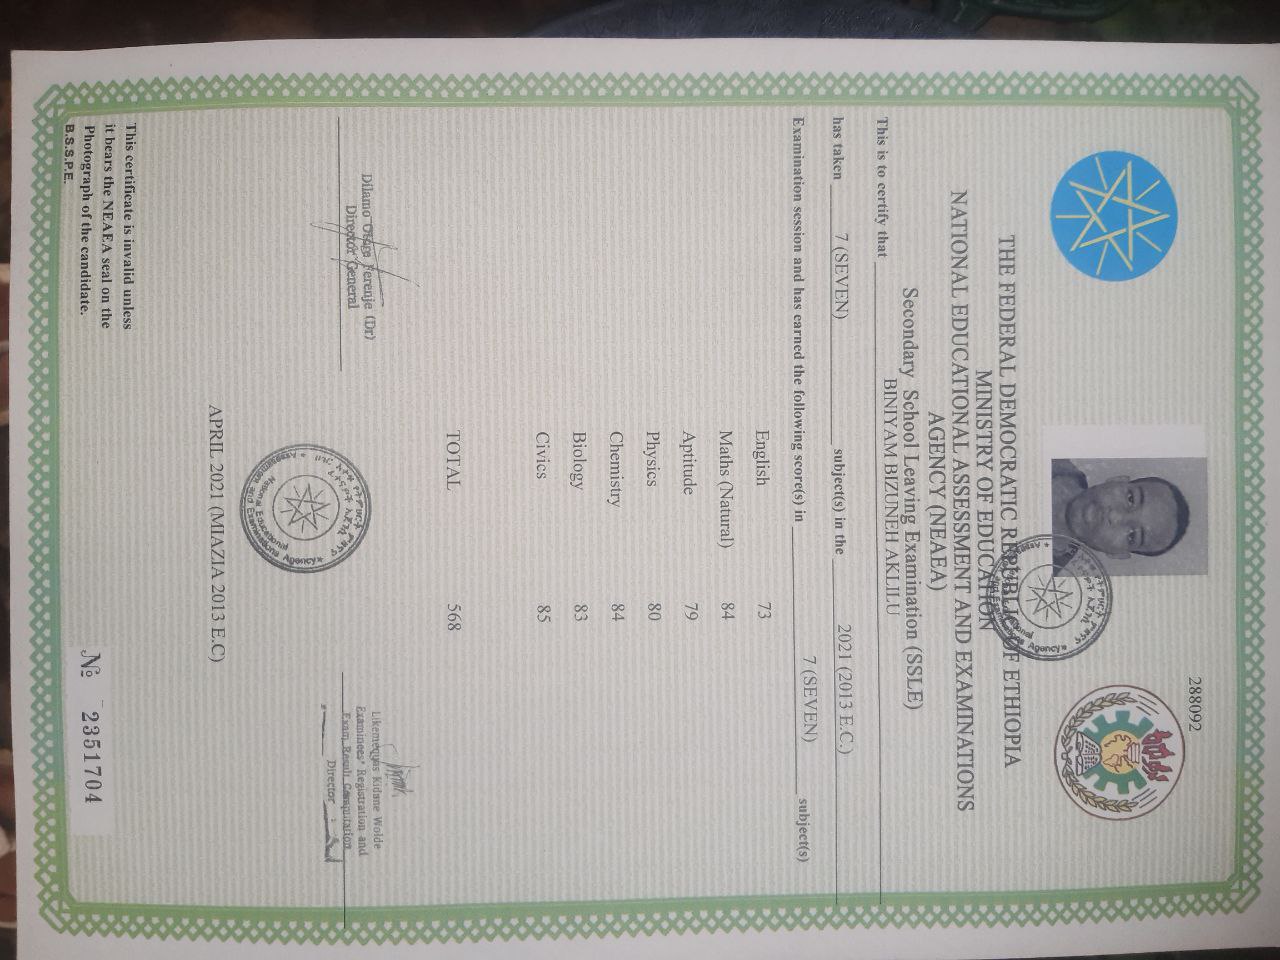 288092
THE FEDERAL DEMOCRATIC REPUBLIC OF ETHIOPIA
MINISTRY OF EDUCATION
NATIONAL EDUCATIONAL ASSESSMENT AND EXAMINATIONS
AGENCY (NEAEA)
Secondary School Leaving Examination (SSLE)
This is to certify that BINIYAM BIZUNEH AKLILU
has taken 7 (SEVEN) subject(s) in the 2021 (2013 E.C.)
Examination session and has earned the following score(s) in 7 (SEVEN) subject(s)
English 73
Maths (Natural) 84
Aptitude 79
Physics 80
Chemistry 84
Biology 83
Civics 85
TOTAL 568
Dilamo Otore Ferenje (Dr)
Director General
Kidane Wolde
Examinees' Registration and
Exam Result
Director
National Educational
Assessment and Examinations Agency
APRIL 2021 (MIAZIA 2013 E.C)
This certificate is invalid unless
it bears the NEAEA seal on the
Photograph of the candidate.
B.S.S.P.E.
№ 2351704